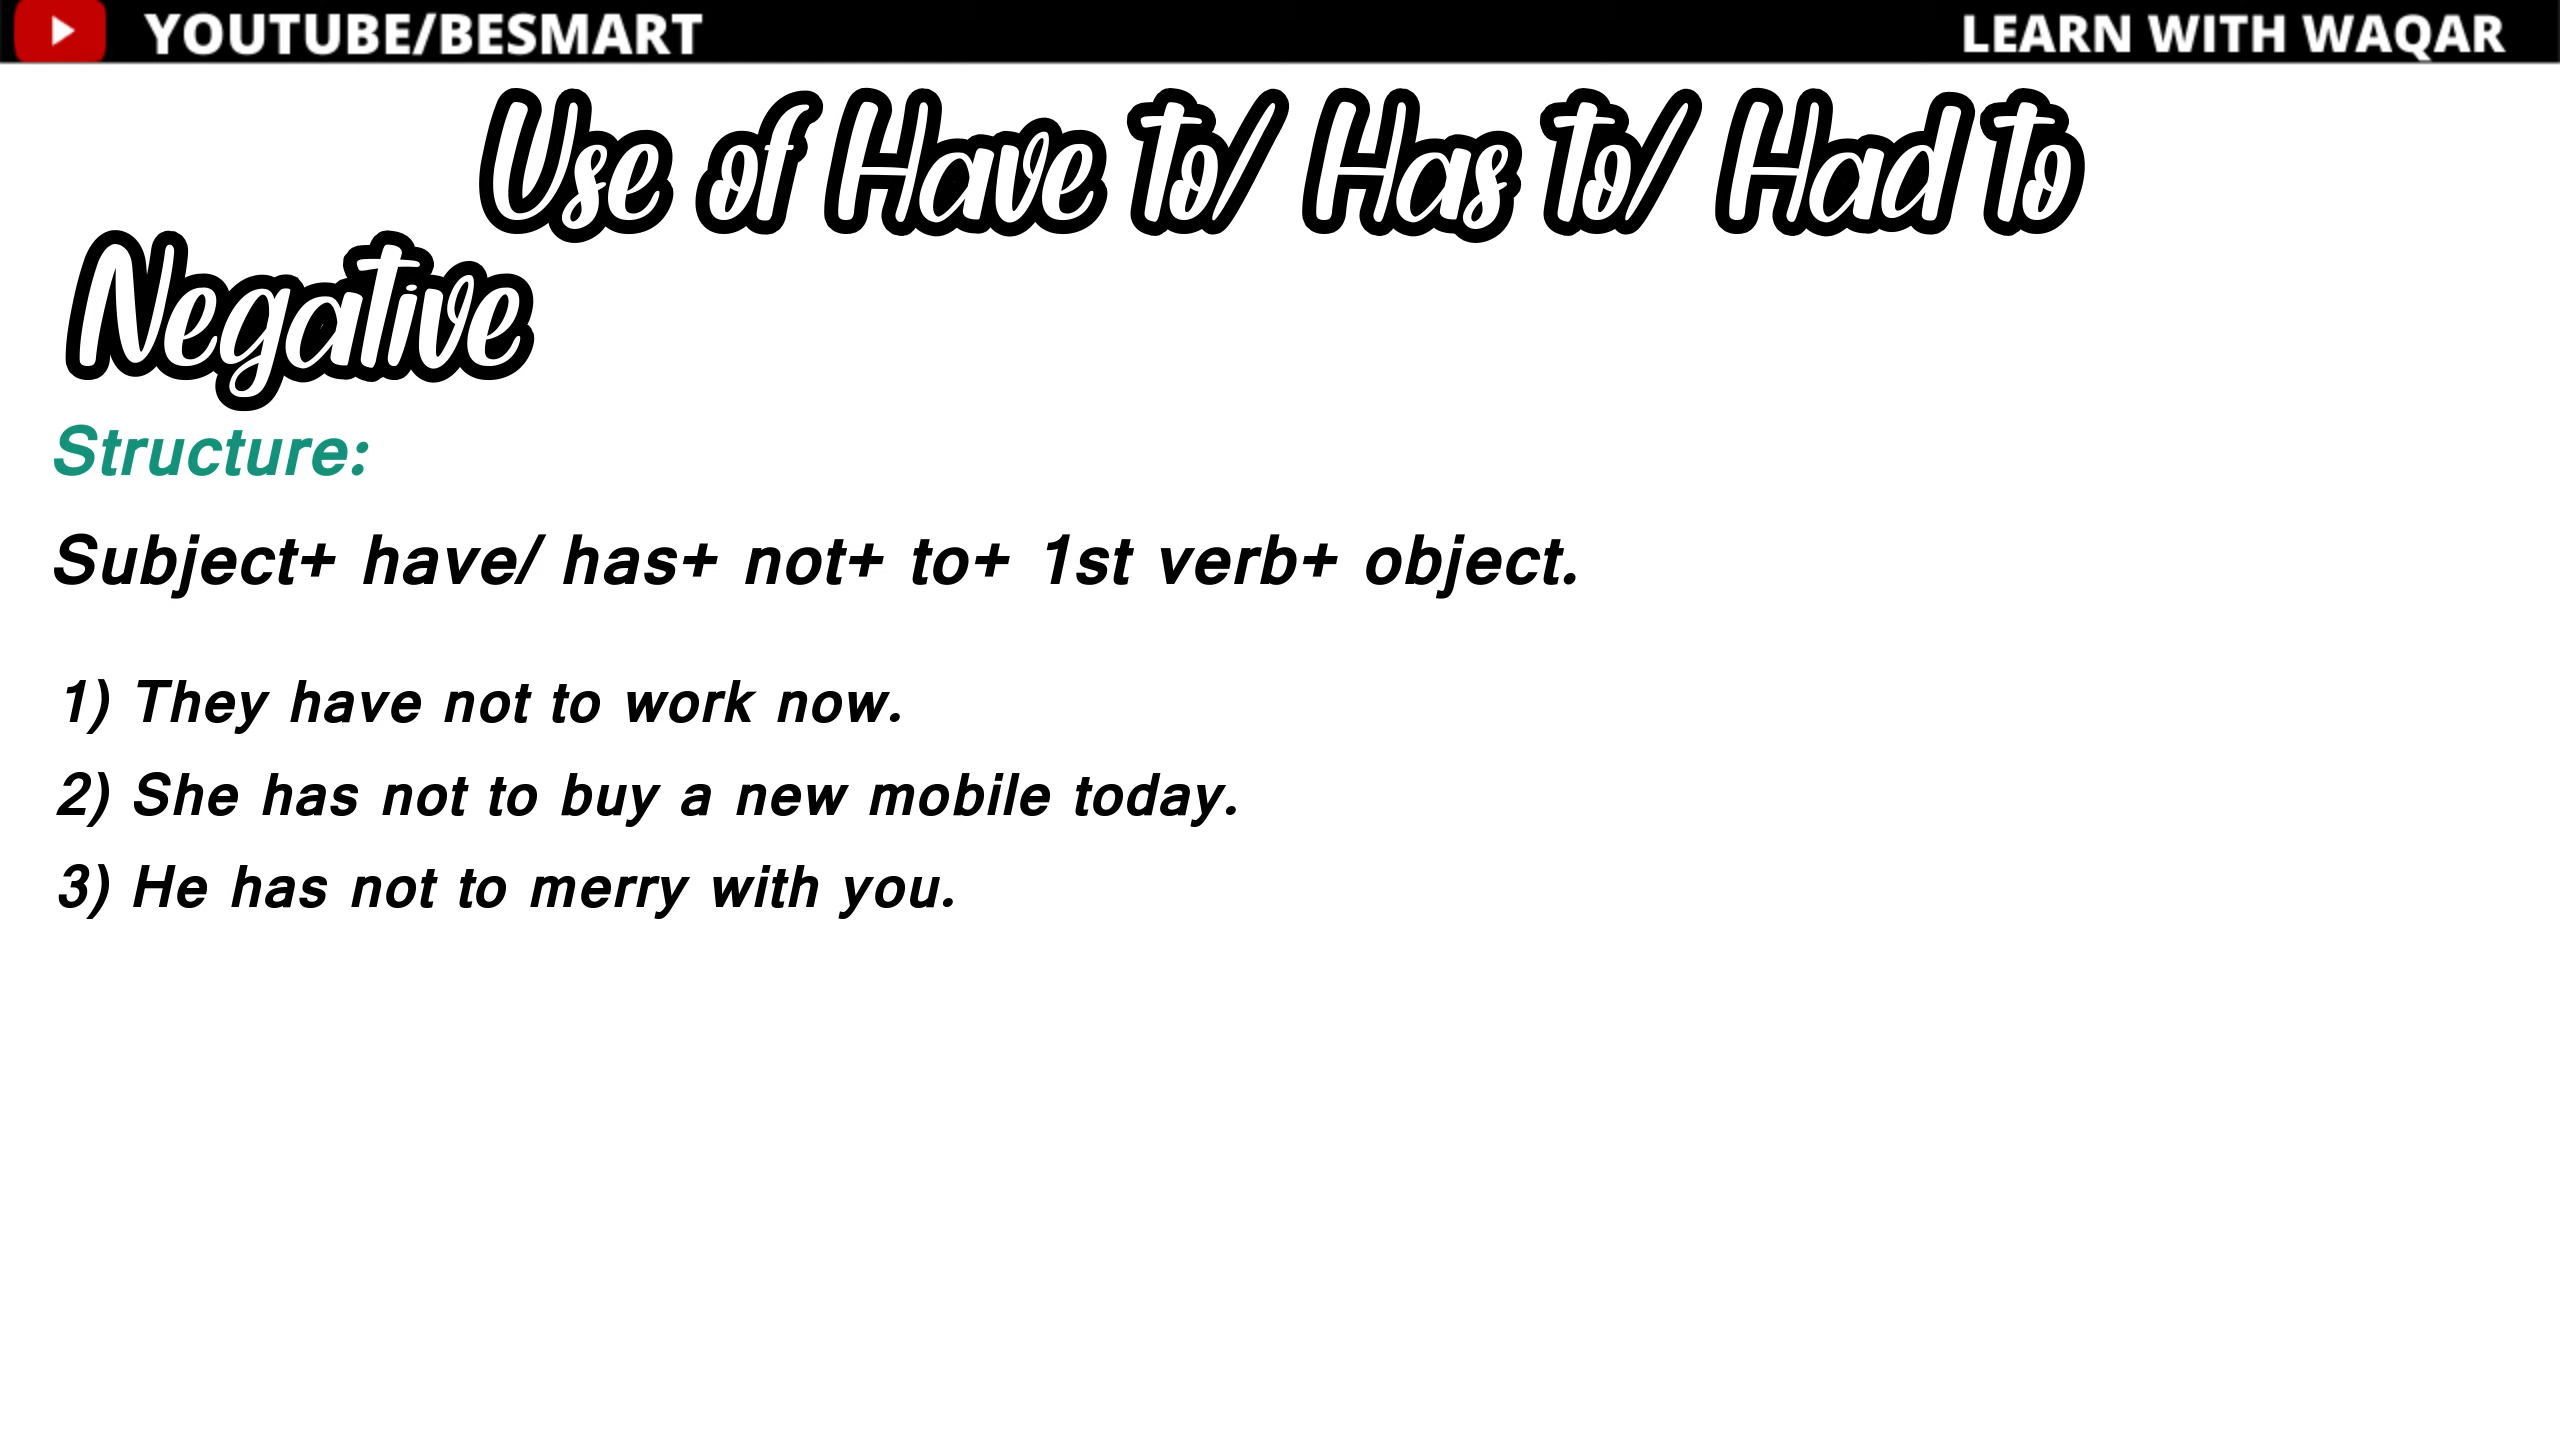 YOUTUBE/BESMART
LEARN WITH WAQAR
Use of Have to/ Has to/ Had to
Negative
Structure:
Subject+ have/ has+ not+ to+ 1st verb+ object.
1) They have not to work now.
2) She has not to buy a new mobile today.
3) He has not to merry with you.